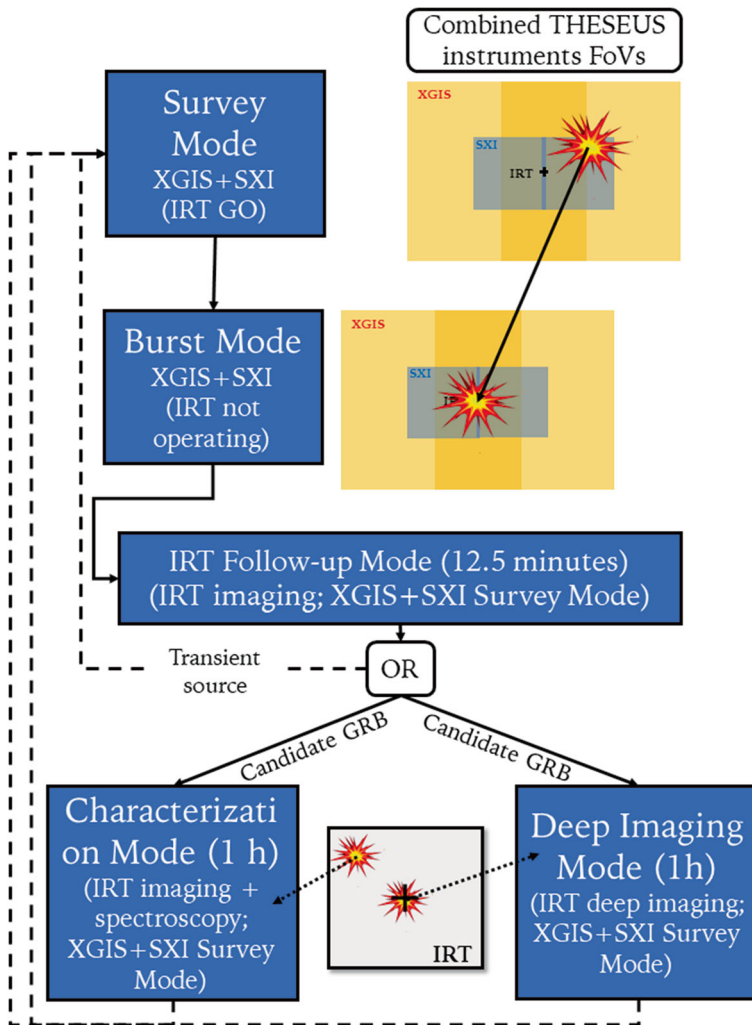 Combined THESEUS
instruments FoVs
Survey
Mode
XGIS+SXI
(IRT GO)
XGIS
SXI
IRT
Burst Mode
XGIS+SXI
(IRT not
operating)
XGIS
SXI
IRT Follow-up Mode (12.5 minutes)
(IRT imaging; XGIS+SXI Survey Mode)
Transient
source
OR
Candidate GRB
Candidate GRB
Characterizati
on Mode (1 h)
(IRT imaging +
spectroscopy;
XGIS+SXI Survey
Mode)
IRT
Deep Imaging
Mode (1h)
(IRT deep imaging;
XGIS+SXI Survey
Mode)